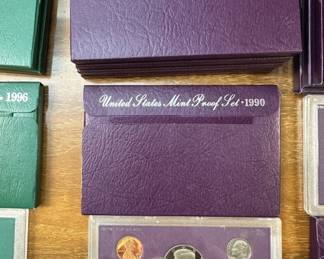 • 1996
United States Mint Proof Set • 1990